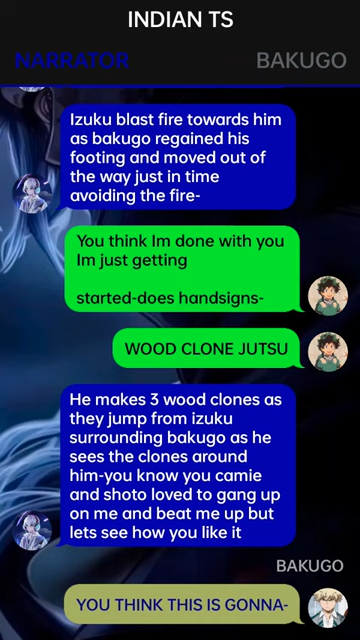 INDIAN TS
NARRATOR
BAKUGO
Izuku blast fire towards him
as bakugo regained his
footing and moved out of
the way just in time
avoiding the fire-
You think Im done with you
Im just getting
started-does handsigns-
WOOD CLONE JUTSU
He makes 3 wood clones as
they jump from izuku
surrounding bakugo as he
sees the clones around
him-you know you camie
and shoto loved to gang up
on me and beat me up but
lets see how you like it
BAKUGO
YOU THINK THIS IS GONNA-